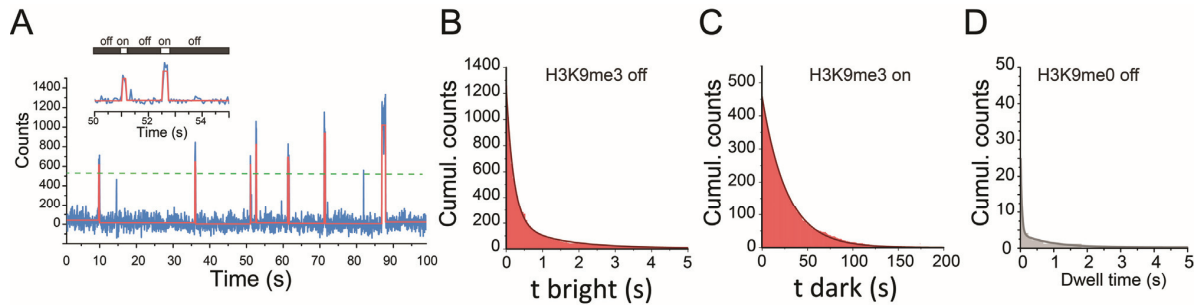 A
off on off on off
50 52 54
Time (s)
Counts
1400
1200
1000
800
600
400
200
0
0 10 20 30 40 50 60 70 80 90 100
Time (s)
B
H3K9me3 off
Cumul. counts
1400
1200
1000
800
600
400
200
0
0 1 2 3 4 5
t bright (s)
C
H3K9me3 on
Cumul. counts
500
400
300
200
100
0
0 50 100 150 200
t dark (s)
D
H3K9me0 off
Cumul. counts
50
40
30
20
10
0
0 1 2 3 4 5
Dwell time (s)